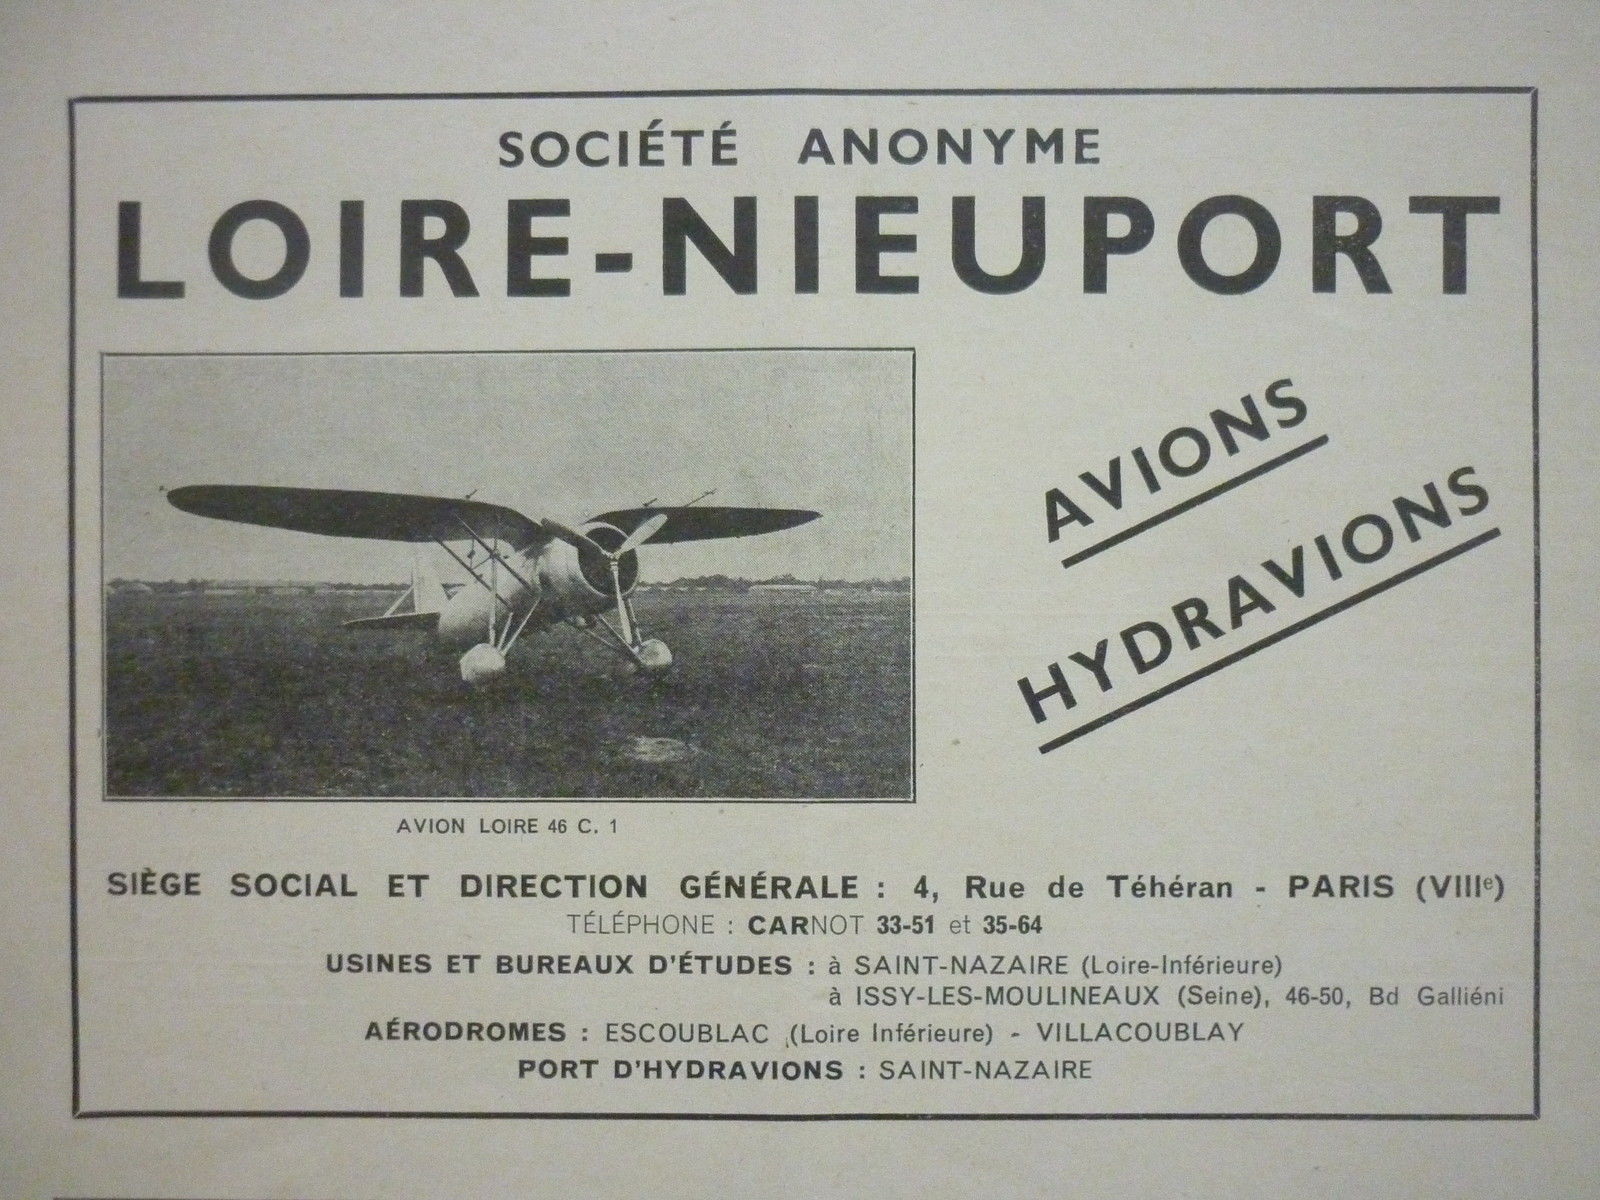 SOCIÉTÉ ANONYME
LOIRE-NIEUPORT
AVIONS
HYDRAVIONS
AVION LOIRE 46 C. 1
SIÈGE SOCIAL ET DIRECTION GÉNÉRALE : 4, Rue de Téhéran - PARIS (VIIIe)
TÉLÉPHONE : CARNOT 33-51 et 35-64
USINES ET BUREAUX D'ÉTUDES : à SAINT-NAZAIRE (Loire-Inférieure)
à ISSY-LES-MOULINEAUX (Seine), 46-50, Bd Galliéni
AÉRODROMES : ESCOUBLAC (Loire Inférieure) - VILLACOUBLAY
PORT D'HYDRAVIONS : SAINT-NAZAIRE